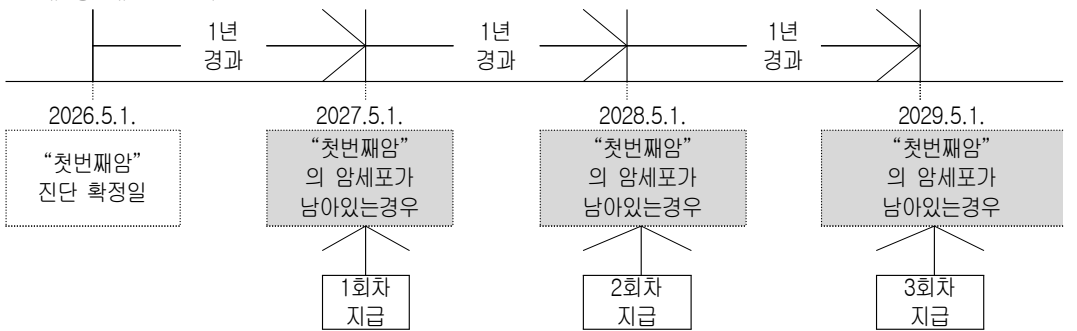 1년
경과
1년
경과
1년
경과
2026.5.1.
2027.5.1.
2028.5.1.
2029.5.1.
“첫번째암”
진단 확정일
“첫번째암”
의 암세포가
남아있는경우
“첫번째암”
의 암세포가
남아있는경우
“첫번째암”
의 암세포가
남아있는경우
1회차
지급
2회차
지급
3회차
지급